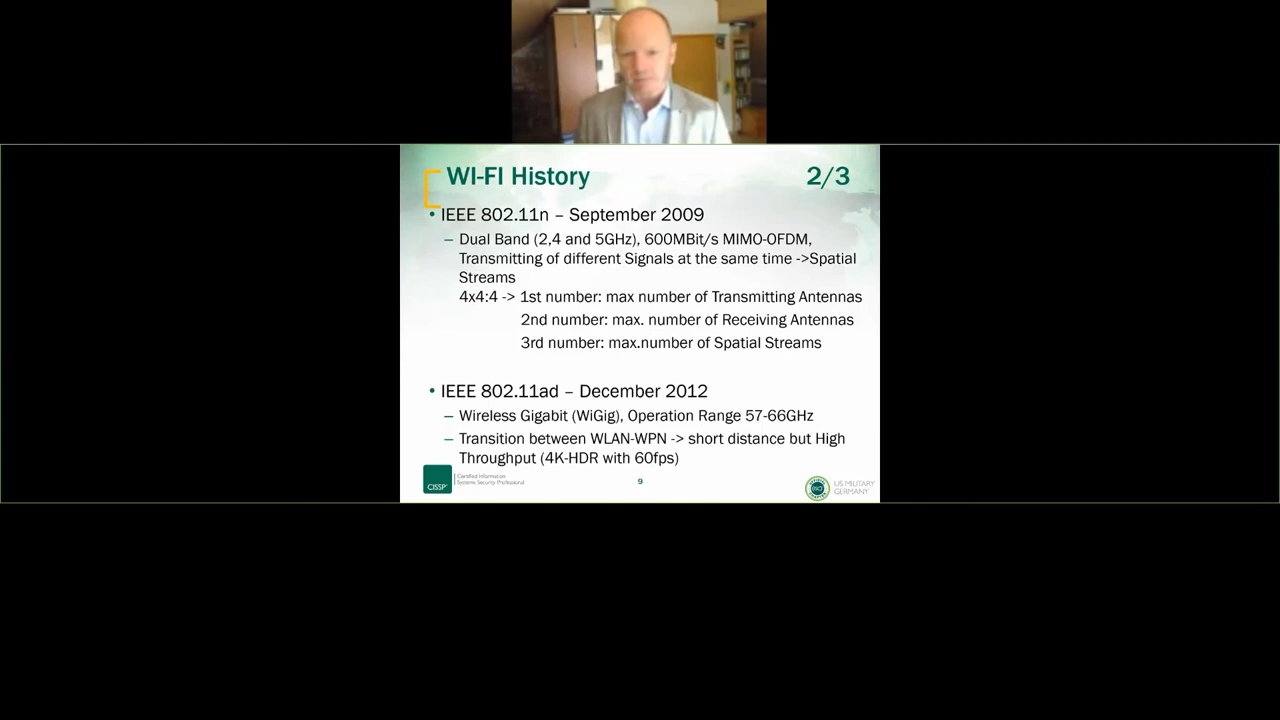 WI-FI History 2/3
• IEEE 802.11n – September 2009
– Dual Band (2,4 and 5GHz), 600MBit/s MIMO-OFDM,
Transmitting of different Signals at the same time ->Spatial
Streams
4x4:4 -> 1st number: max number of Transmitting Antennas
2nd number: max. number of Receiving Antennas
3rd number: max.number of Spatial Streams
• IEEE 802.11ad – December 2012
– Wireless Gigabit (WiGig), Operation Range 57-66GHz
– Transition between WLAN-WPN -> short distance but High
Throughput (4K-HDR with 60fps)
CISSP
Certified Information
Systems Security Professional
9
US MILITARY
GERMANY